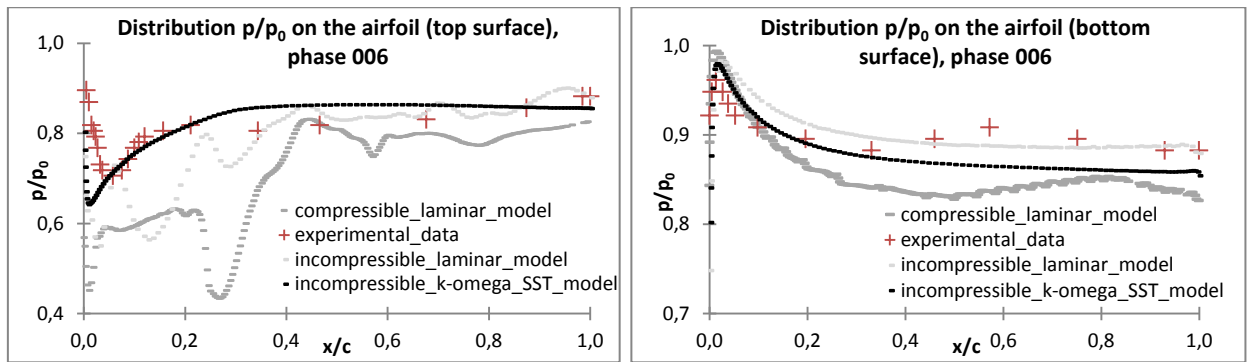 Distribution p/p0 on the airfoil (top surface),
phase 006
1,0
0,8
0,6
0,4
p/p0
compressible_laminar_model
experimental_data
incompressible_laminar_model
incompressible_k-omega_SST_model
0,0
0,2
0,4
0,6
0,8
1,0
x/c
Distribution p/p0 on the airfoil (bottom
surface), phase 006
1,0
0,9
0,8
0,7
p/p0
compressible_laminar_model
experimental_data
incompressible_laminar_model
incompressible_k-omega_SST_model
0,0
0,2
0,4
0,6
0,8
1,0
x/c